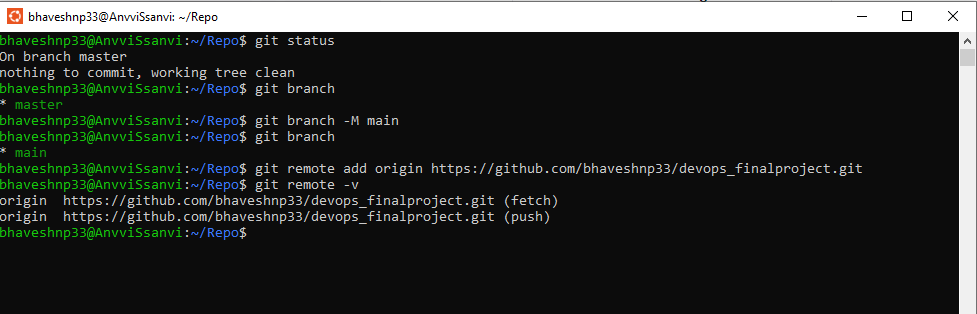 bhaveshnp33@AnvviSsanvi: ~/Repo
bhaveshnp33@AnvviSsanvi:~/Repo$ git status
On branch master
nothing to commit, working tree clean
bhaveshnp33@AnvviSsanvi:~/Repo$ git branch
* master
bhaveshnp33@AnvviSsanvi:~/Repo$ git branch -M main
bhaveshnp33@AnvviSsanvi:~/Repo$ git branch
* main
bhaveshnp33@AnvviSsanvi:~/Repo$ git remote add origin https://github.com/bhaveshnp33/devops_finalproject.git
bhaveshnp33@AnvviSsanvi:~/Repo$ git remote -v
origin  https://github.com/bhaveshnp33/devops_finalproject.git (fetch)
origin  https://github.com/bhaveshnp33/devops_finalproject.git (push)
bhaveshnp33@AnvviSsanvi:~/Repo$